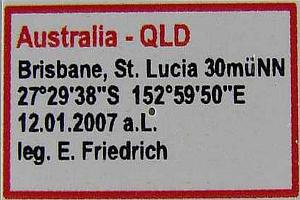 Australia - QLD
Brisbane, St. Lucia 30müNN
27°29'38"S 152°59'50"E
12.01.2007 a.L.
leg. E. Friedrich